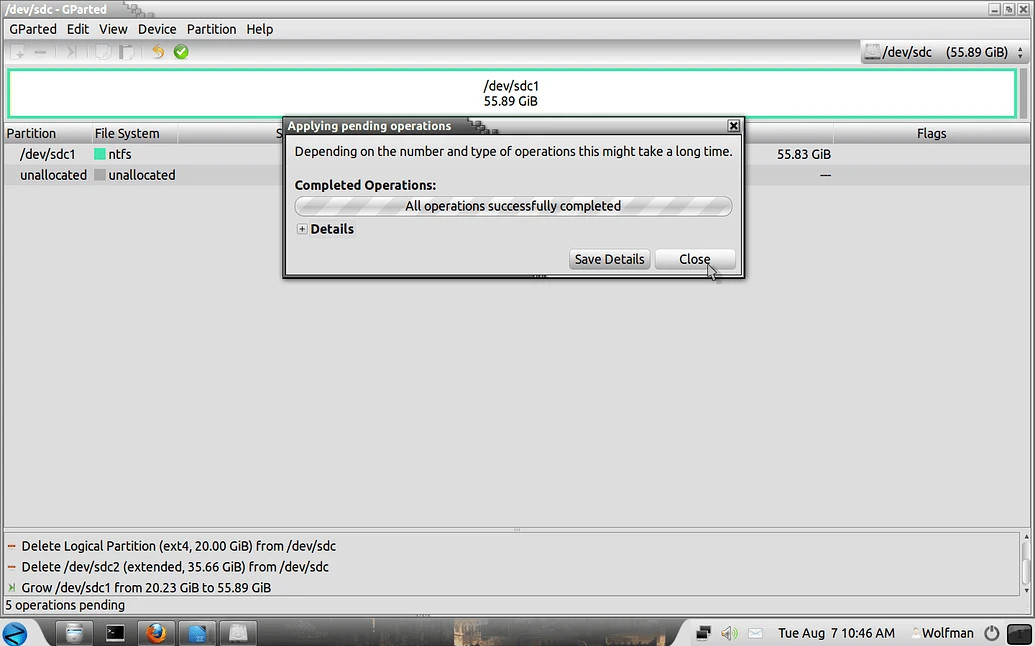 /dev/sdc - GParted
GParted Edit View Device Partition Help
/dev/sdc (55.89 GiB)
/dev/sdc1
55.89 GiB
Partition File System Flags
/dev/sdc1 ntfs 55.83 GiB
unallocated unallocated ---
Applying pending operations
Depending on the number and type of operations this might take a long time.
Completed Operations:
All operations successfully completed
Details
Save Details Close
Delete Logical Partition (ext4, 20.00 GiB) from /dev/sdc
Delete /dev/sdc2 (extended, 35.66 GiB) from /dev/sdc
Grow /dev/sdc1 from 20.23 GiB to 55.89 GiB
5 operations pending
Tue Aug 7 10:46 AM Wolfman